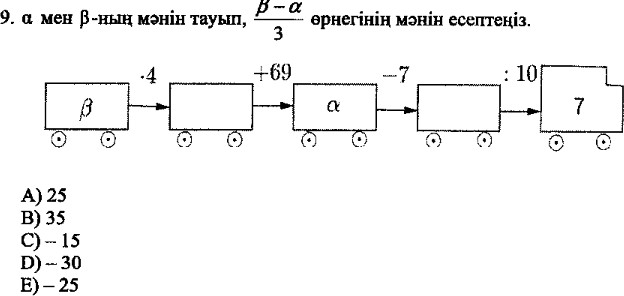 9. α мен β-ның мәнін тауып, (β − α)/3 өрнегінің мәнін есептеңіз.
·4 +69 −7 : 10
β α 7
A) 25
B) 35
C) – 15
D) – 30
E) – 25